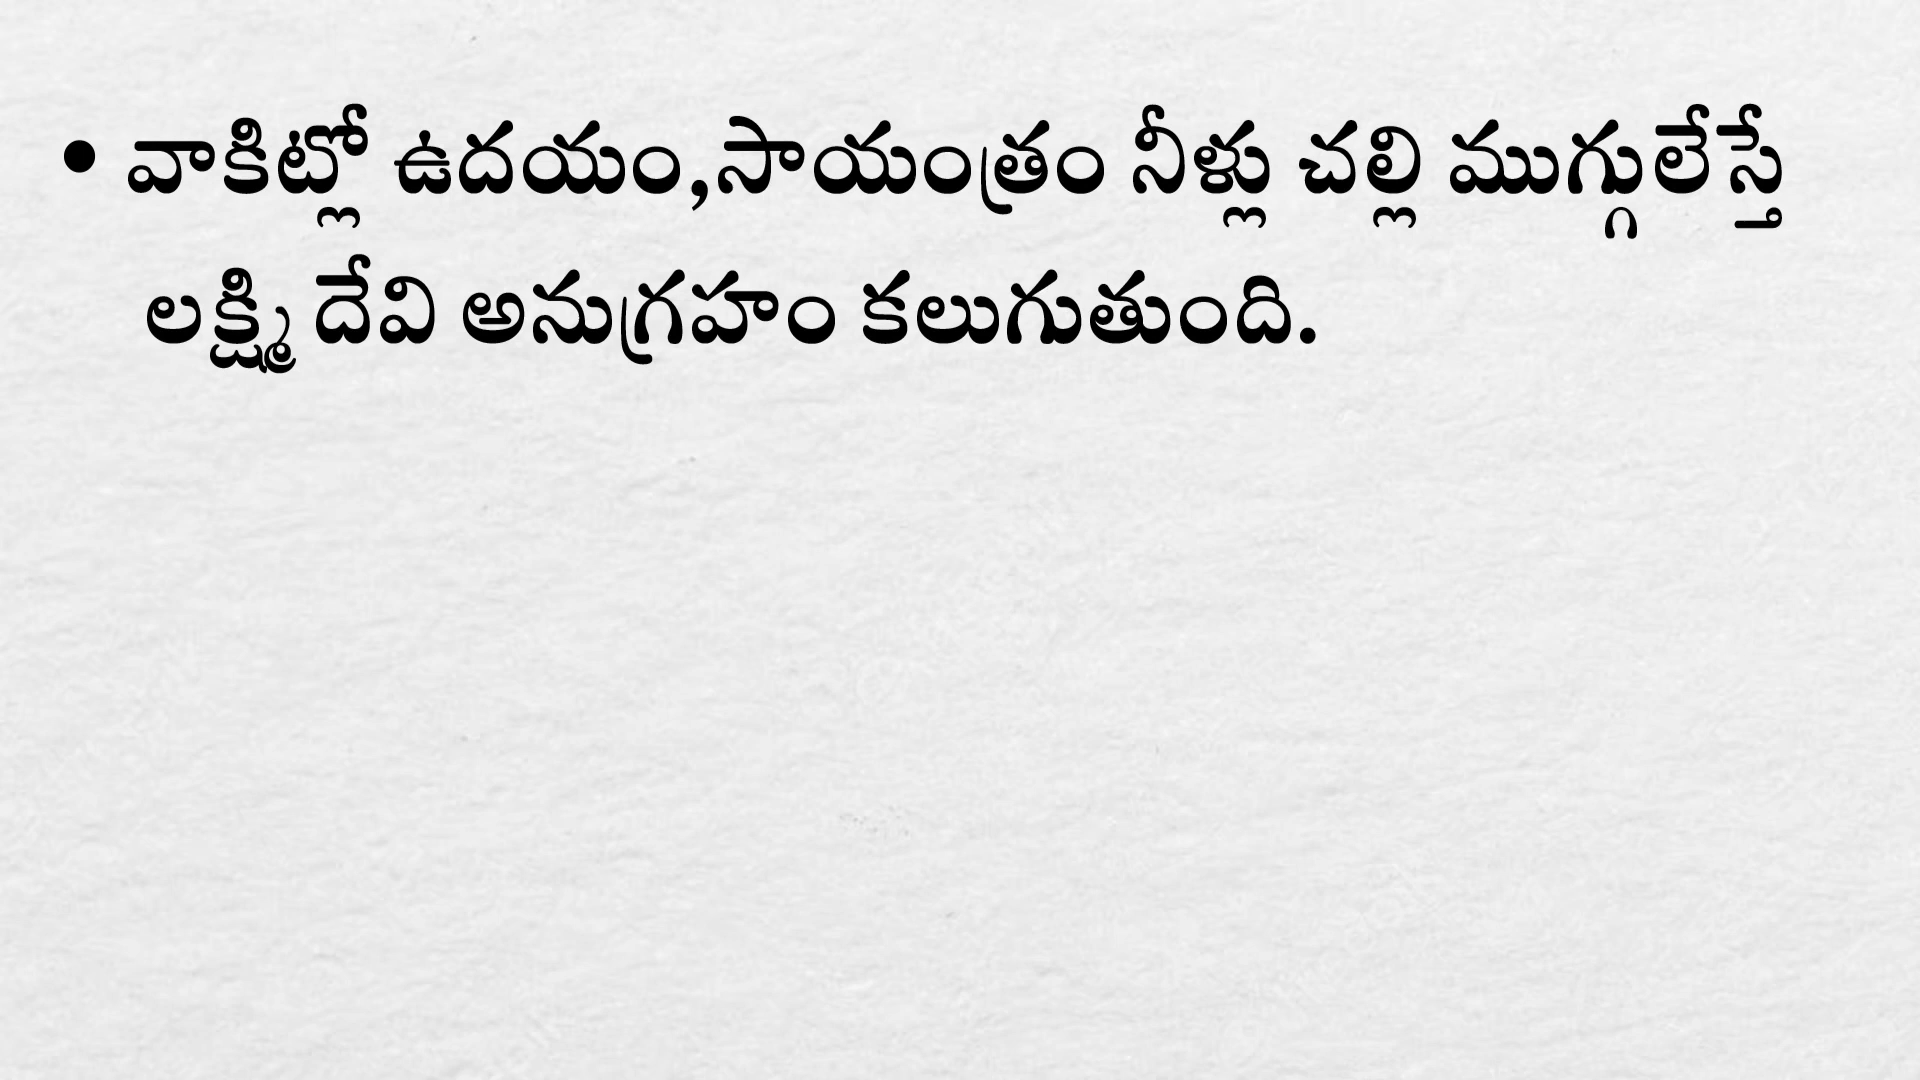 • వాకిట్లో ఉదయం,సాయంత్రం నీళ్లు చల్లి ముగ్గులేస్తే
లక్ష్మి దేవి అనుగ్రహం కలుగుతుంది.